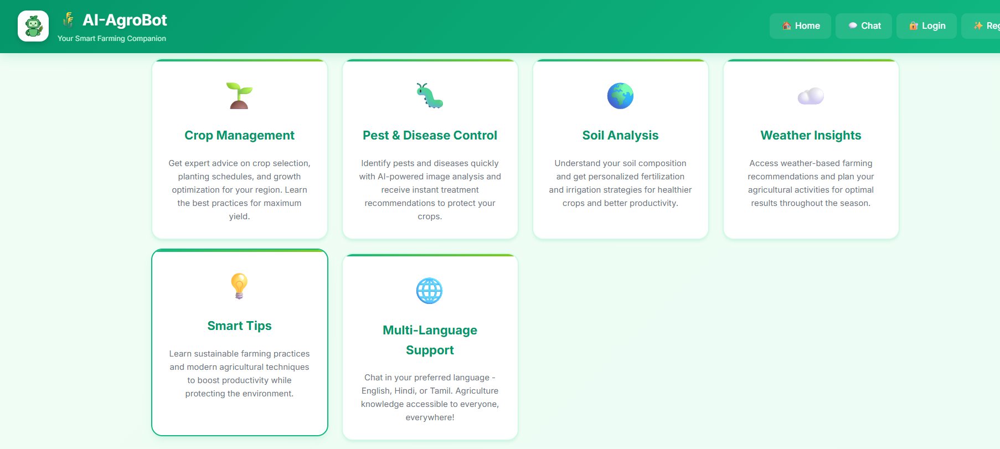 AI-AgroBot
Your Smart Farming Companion
Home
Chat
Login
Reg
Crop Management
Get expert advice on crop selection,
planting schedules, and growth
optimization for your region. Learn
the best practices for maximum
yield.
Pest & Disease Control
Identify pests and diseases quickly
with AI-powered image analysis and
receive instant treatment
recommendations to protect your
crops.
Soil Analysis
Understand your soil composition
and get personalized fertilization
and irrigation strategies for healthier
crops and better productivity.
Weather Insights
Access weather-based farming
recommendations and plan your
agricultural activities for optimal
results throughout the season.
Smart Tips
Learn sustainable farming practices
and modern agricultural techniques
to boost productivity while
protecting the environment.
Multi-Language
Support
Chat in your preferred language -
English, Hindi, or Tamil. Agriculture
knowledge accessible to everyone,
everywhere!